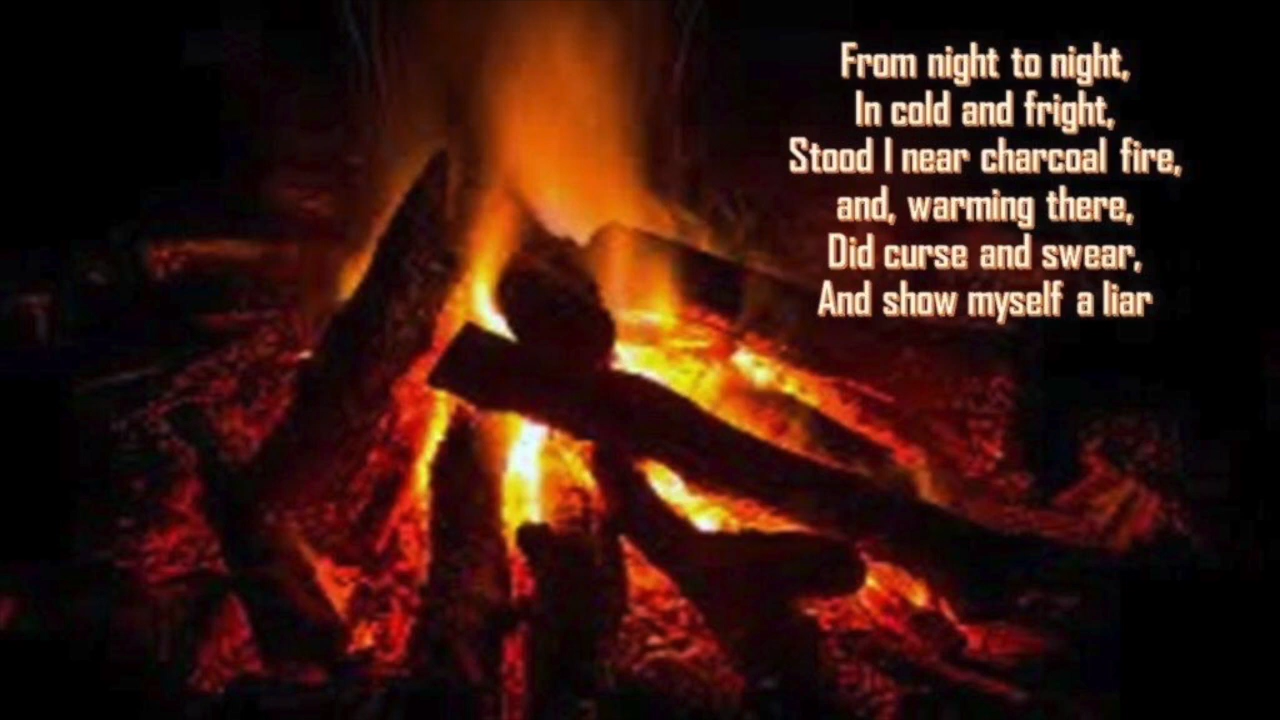 From night to night,
In cold and fright,
Stood I near charcoal fire,
and, warming there,
Did curse and swear,
And show myself a liar